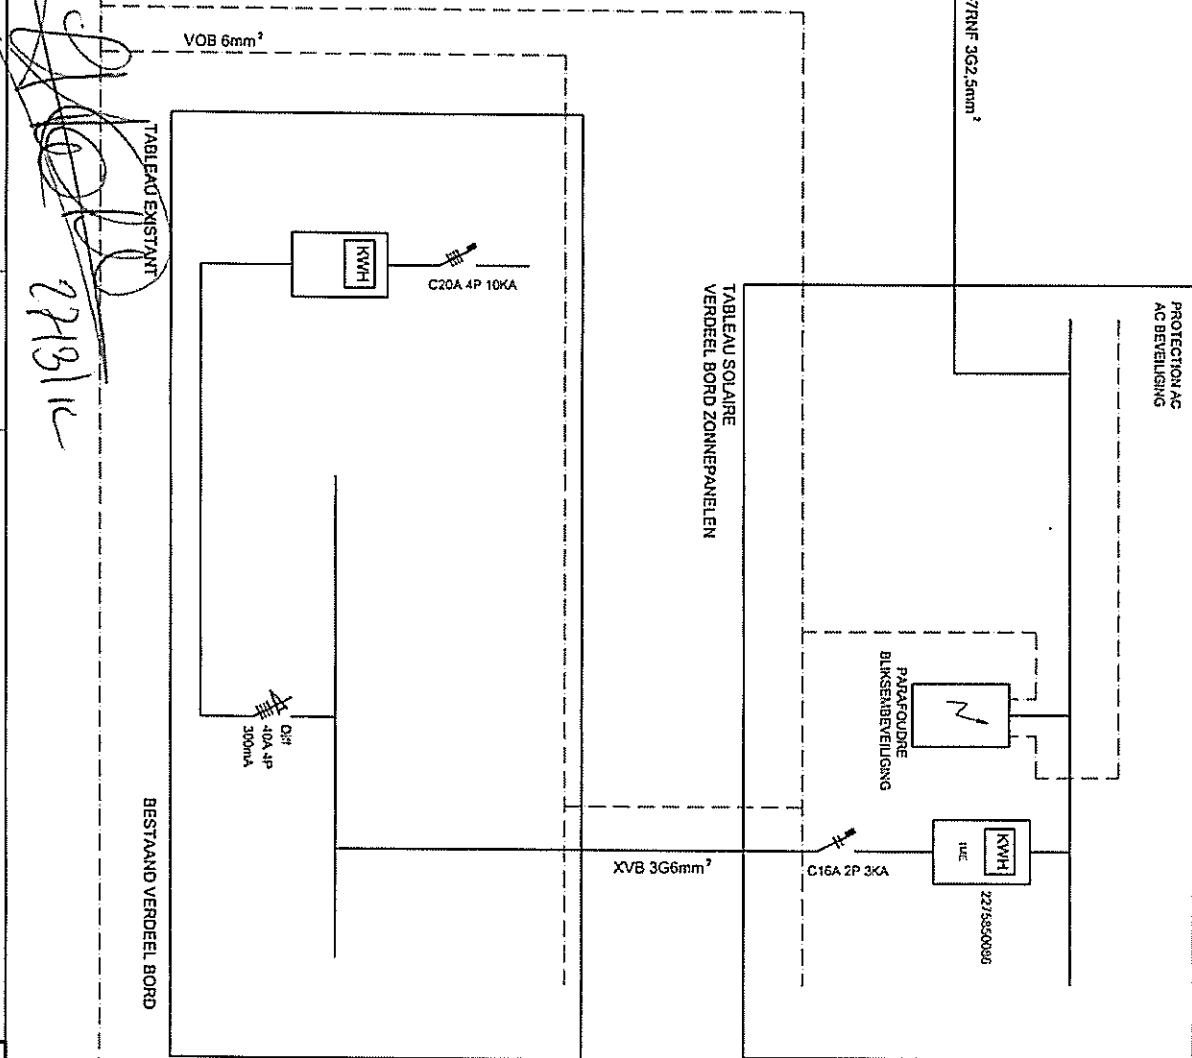 VOB 6mm²
TABLEAU EXISTANT
KWH
C20A 4P 10KA
Diff
40A 4P
300mA
BESTAAND VERDEEL BORD
XVB 3G6mm²
TABLEAU SOLAIRE
VERDEEL BORD ZONNEPANELEN
7RNF 3G2,5mm²
PROTECTION AC
AC BEVEILIGING
PARAFOUDRE
BLIKSEMBEVEILIGING
C16A 2P 3KA
KWH
IME
2275850086